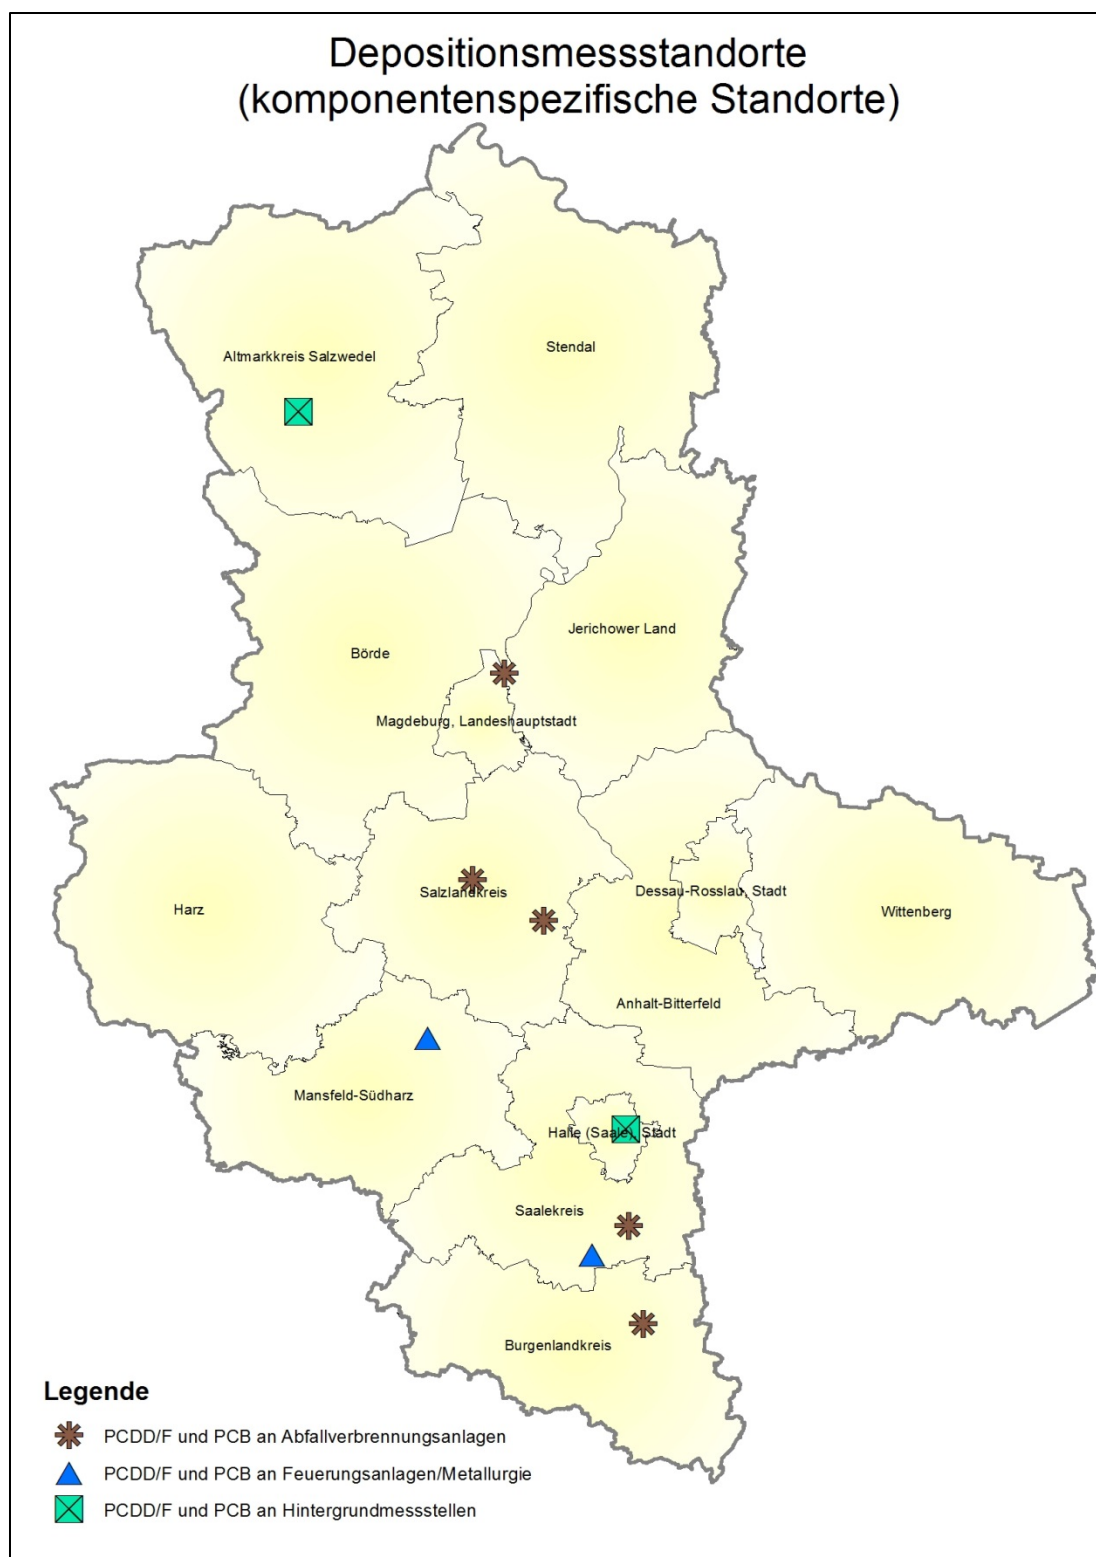 Depositionsmessstandorte
(komponentenspezifische Standorte)
Altmarkkreis Salzwedel
Stendal
Jerichower Land
Börde
Magdeburg, Landeshauptstadt
Salzlandkreis
Dessau-Rosslau, Stadt
Harz
Wittenberg
Anhalt-Bitterfeld
Mansfeld-Südharz
Halle (Saale), Stadt
Saalekreis
Burgenlandkreis
Legende
PCDD/F und PCB an Abfallverbrennungsanlagen
PCDD/F und PCB an Feuerungsanlagen/Metallurgie
PCDD/F und PCB an Hintergrundmessstellen